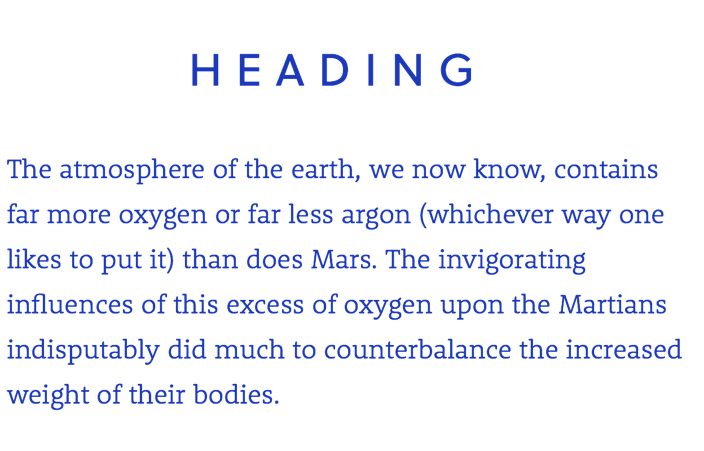 HEADING
The atmosphere of the earth, we now know, contains
far more oxygen or far less argon (whichever way one
likes to put it) than does Mars. The invigorating
influences of this excess of oxygen upon the Martians
indisputably did much to counterbalance the increased
weight of their bodies.